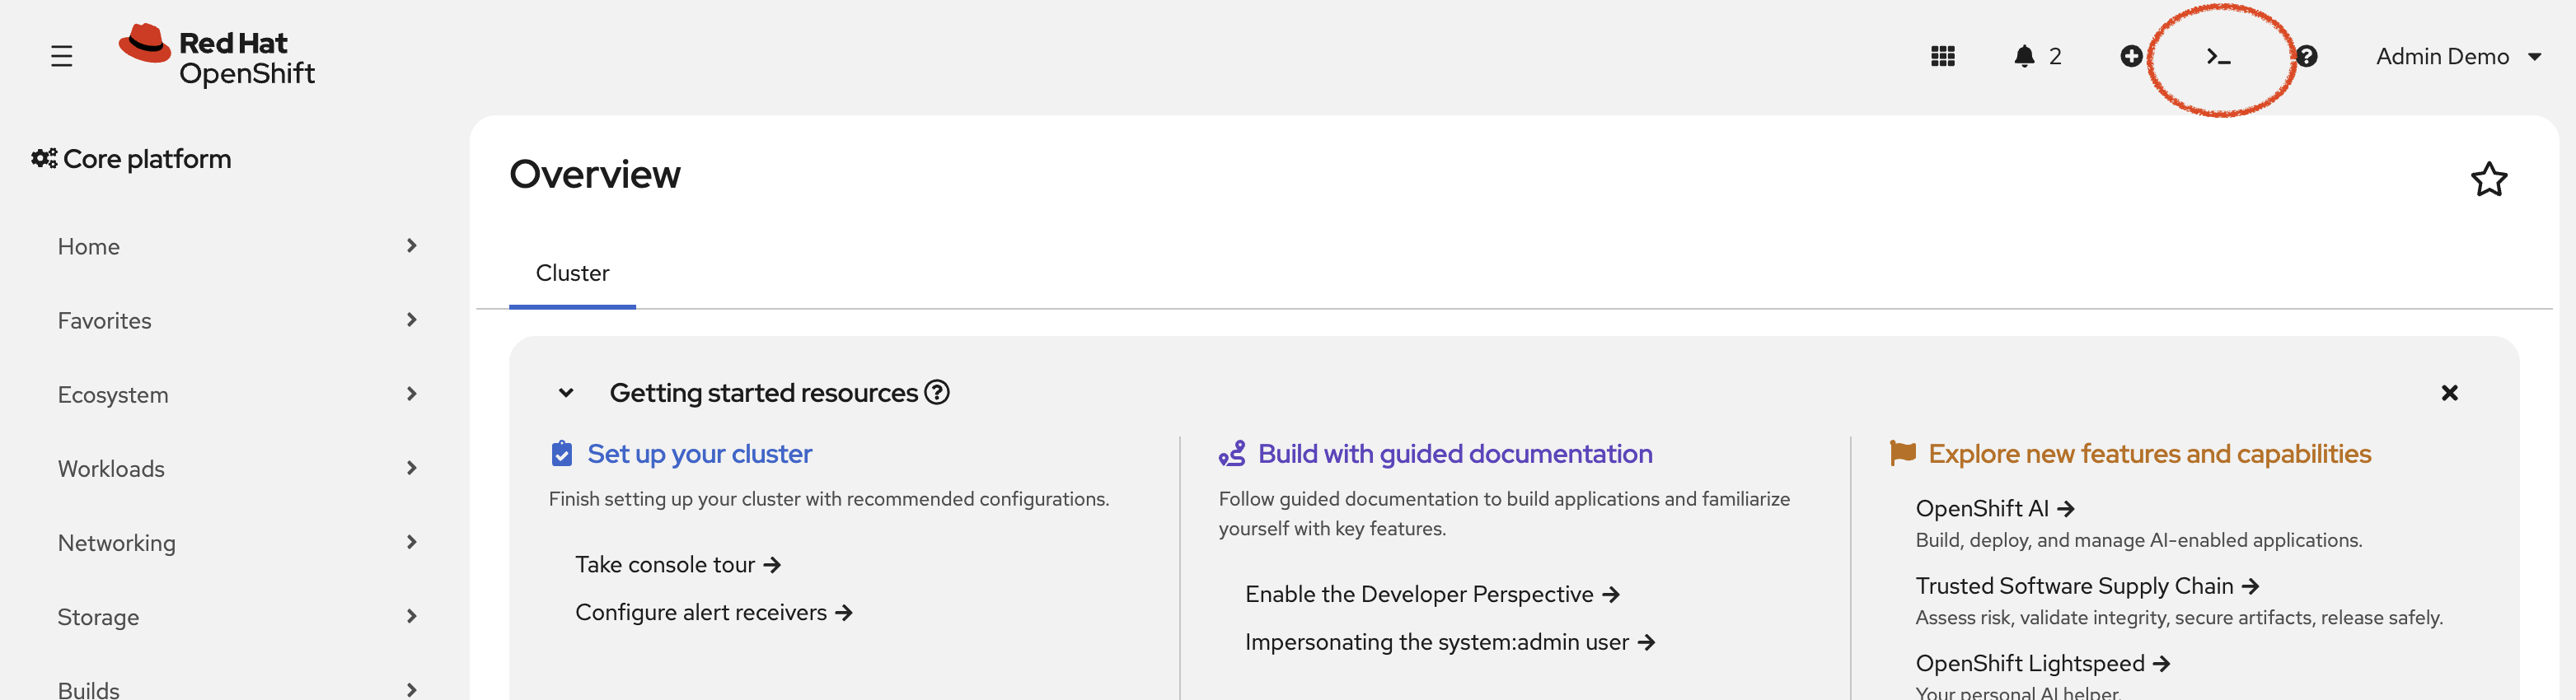 Red Hat
OpenShift
2
>_
Admin Demo
Core platform
Home
Favorites
Ecosystem
Workloads
Networking
Storage
Builds
Overview
Cluster
Getting started resources
Set up your cluster
Finish setting up your cluster with recommended configurations.
Take console tour
Configure alert receivers
Build with guided documentation
Follow guided documentation to build applications and familiarize
yourself with key features.
Enable the Developer Perspective
Impersonating the system:admin user
Explore new features and capabilities
OpenShift AI
Build, deploy, and manage AI-enabled applications.
Trusted Software Supply Chain
Assess risk, validate integrity, secure artifacts, release safely.
OpenShift Lightspeed
Your personal AI helper.